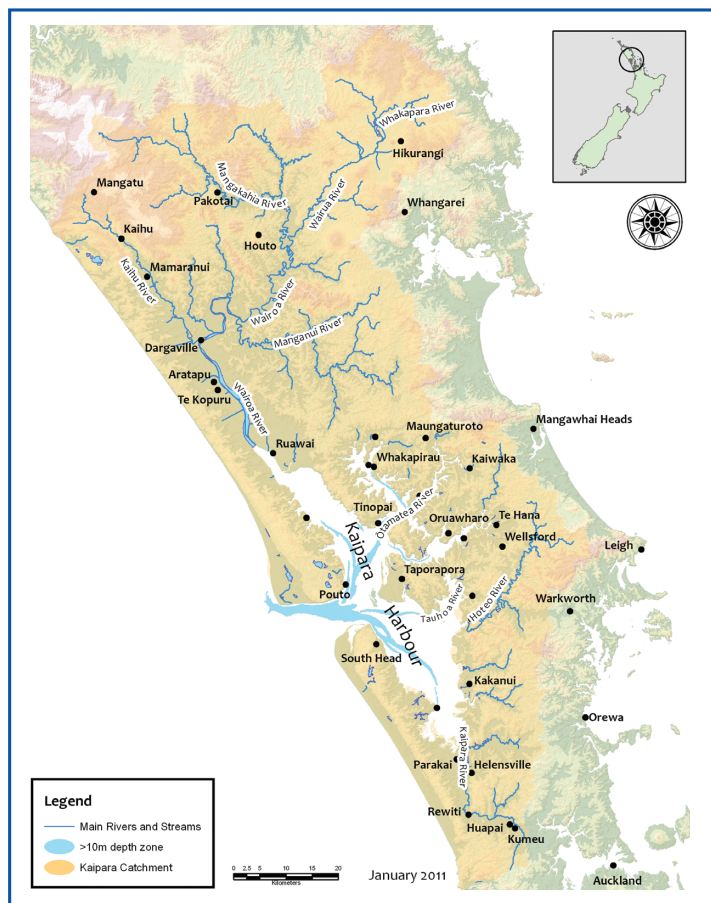 Whakapara River
Hikurangi
Mangatu
Pakotai
Mangakahia River
Wairua River
Whangarei
Kaihu
Houto
Mamaranui
Kaihu River
Wairoa River
Manganui River
Dargaville
Aratapu
Te Kopuru
Wairoa River
Mangawhai Heads
Maungaturoto
Ruawai
Whakapirau
Kaiwaka
Otamatea River
Tinopai
Oruawharo
Te Hana
Wellsford
Leigh
Kaipara
Harbour
Taporapora
Pouto
Tauhoa River
Hoteo River
Warkworth
South Head
Kakanui
Orewa
Kaipara River
Parakai
Helensville
Rewiti
Huapai
Kumeu
Auckland
Legend
Main Rivers and Streams
>10m depth zone
Kaipara Catchment
0 2.5 5 10 15 20
Kilometers
January 2011